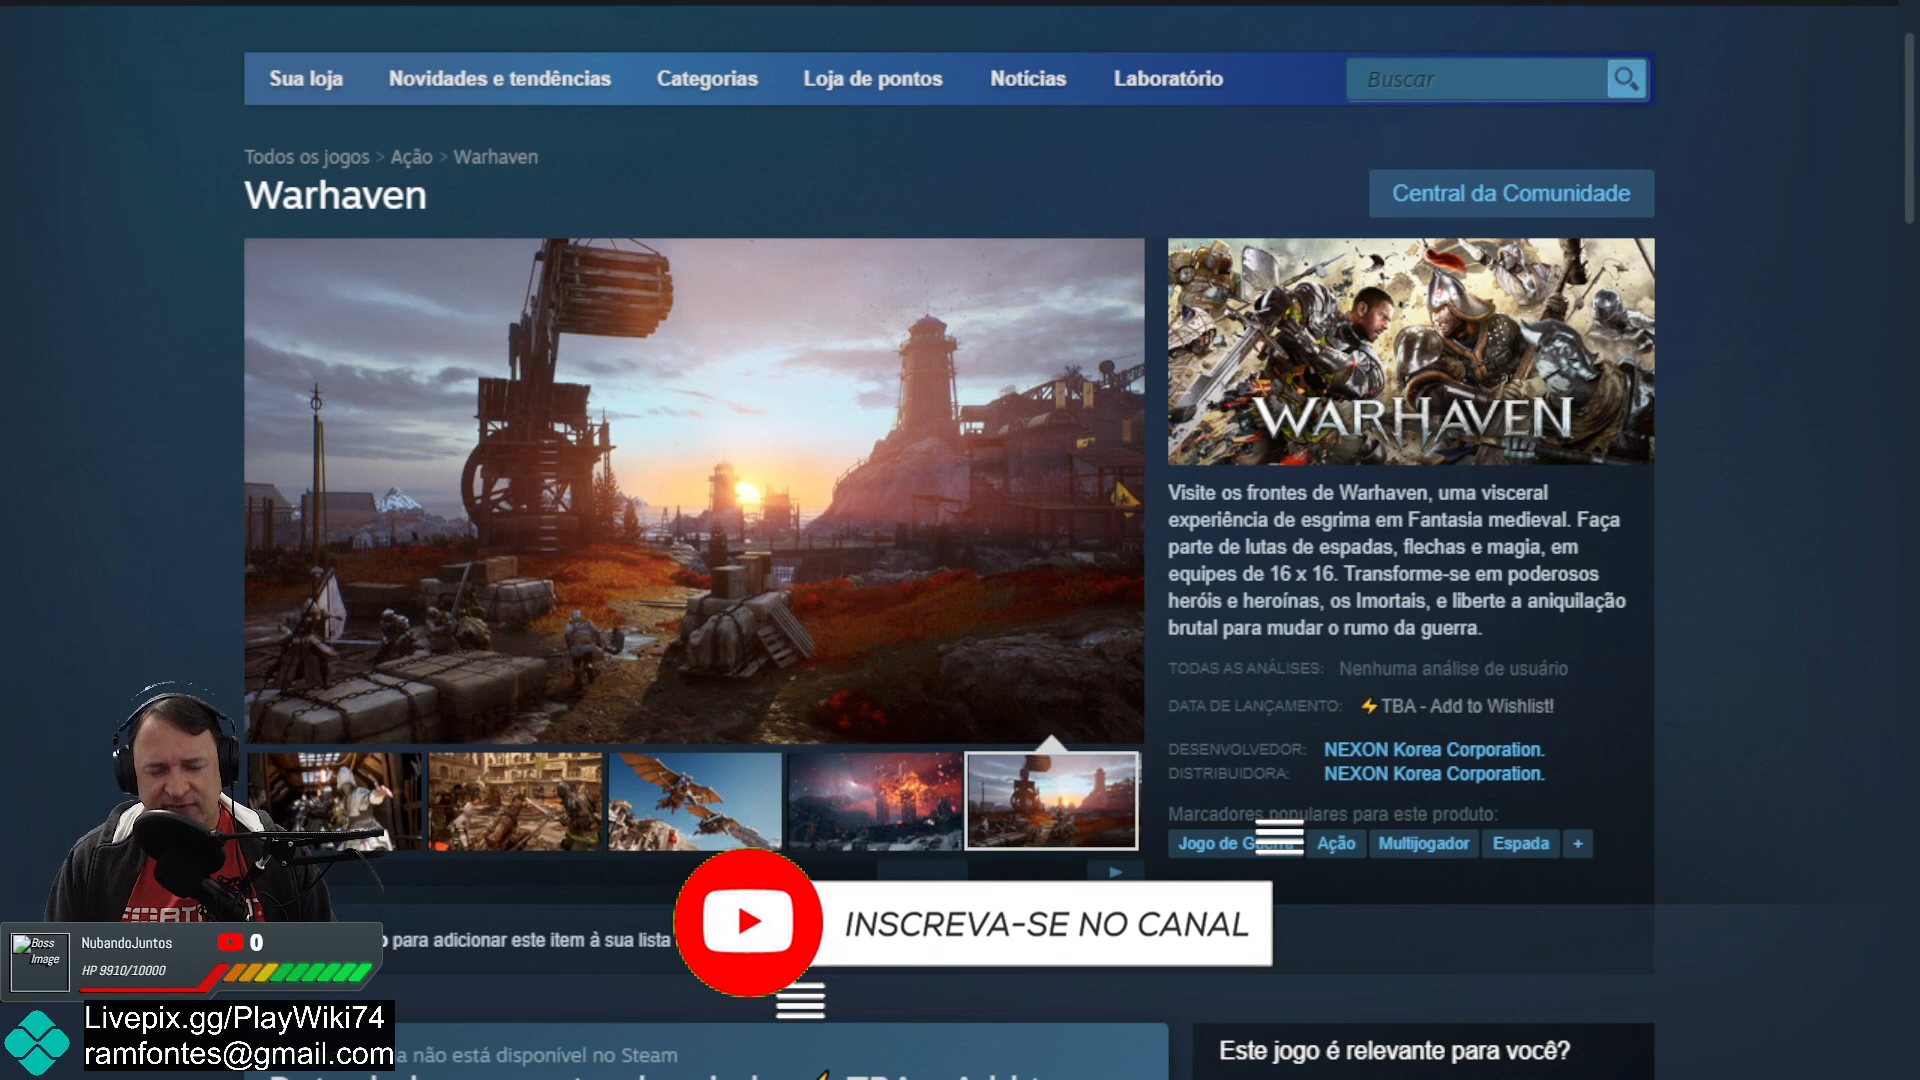 Sua loja Novidades e tendências Categorias Loja de pontos Notícias Laboratório Buscar
Todos os jogos > Ação > Warhaven
Warhaven
Central da Comunidade
WARHAVEN
Visite os frontes de Warhaven, uma visceral
experiência de esgrima em Fantasia medieval. Faça
parte de lutas de espadas, flechas e magia, em
equipes de 16 x 16. Transforme-se em poderosos
heróis e heroínas, os Imortais, e liberte a aniquilação
brutal para mudar o rumo da guerra.
TODAS AS ANÁLISES: Nenhuma análise de usuário
DATA DE LANÇAMENTO: ⚡TBA - Add to Wishlist!
DESENVOLVEDOR: NEXON Korea Corporation.
DISTRIBUIDORA: NEXON Korea Corporation.
Marcadores populares para este produto:
Jogo de Guerra Ação Multijogador Espada +
INSCREVA-SE NO CANAL
para adicionar este item à sua lista
Boss Image
NubandoJuntos 0
HP 9910/10000
Livepix.gg/PlayWiki74
ramfontes@gmail.com
não está disponível no Steam
Este jogo é relevante para você?